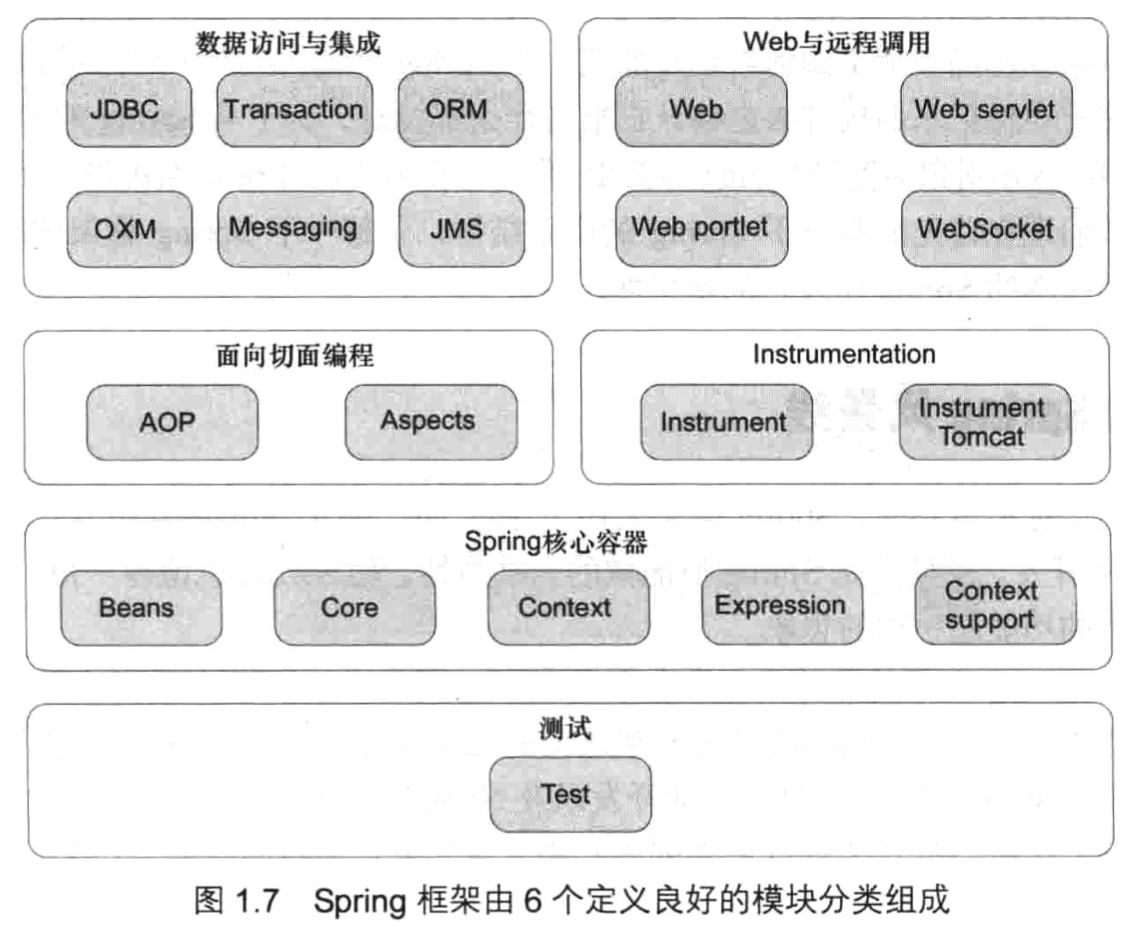 数据访问与集成
JDBC
Transaction
ORM
OXM
Messaging
JMS
Web与远程调用
Web
Web servlet
Web portlet
WebSocket
面向切面编程
AOP
Aspects
Instrumentation
Instrument
Instrument
Tomcat
Spring核心容器
Beans
Core
Context
Expression
Context
support
测试
Test
图 1.7 Spring 框架由 6 个定义良好的模块分类组成